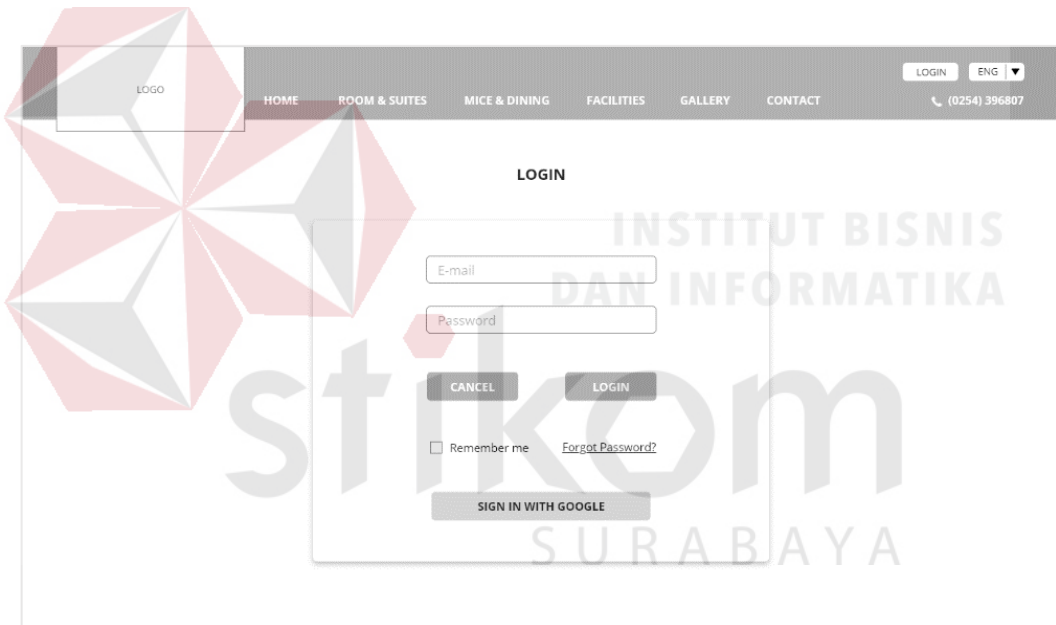 LOGIN ENG
LOGO
HOME ROOM & SUITES MICE & DINING FACILITIES GALLERY CONTACT (0254) 396807
LOGIN
INSTITUT BISNIS
DAN INFORMATIKA
stikom
SURABAYA
E-mail
Password
CANCEL LOGIN
Remember me Forgot Password?
SIGN IN WITH GOOGLE